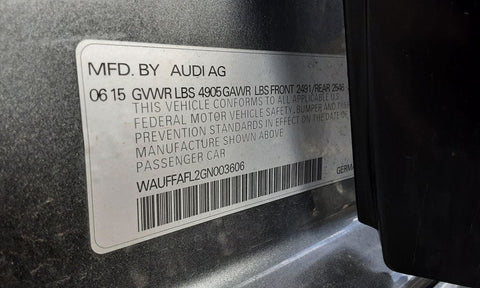 MFD. BY AUDI AG
06 15 GVWR LBS 4905 GAWR LBS FRONT 2491/REAR 2546
THIS VEHICLE CONFORMS TO ALL APPLICABLE U.S.
FEDERAL MOTOR VEHICLE SAFETY, BUMPER AND THE
PREVENTION STANDARDS IN EFFECT ON THE DATE OF
MANUFACTURE SHOWN ABOVE.
PASSENGER CAR
WAUFFAFL2GN003606 GERM